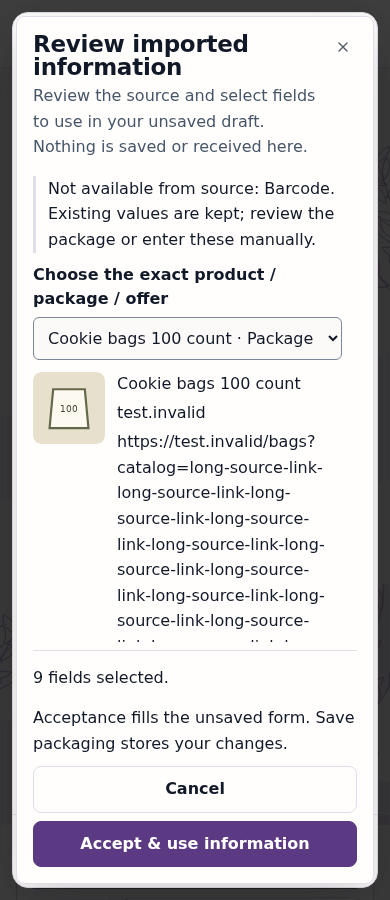 Review imported
information
×
Review the source and select fields
to use in your unsaved draft.
Nothing is saved or received here.
Not available from source: Barcode.
Existing values are kept; review the
package or enter these manually.
Choose the exact product /
package / offer
Cookie bags 100 count · Package
100
Cookie bags 100 count
test.invalid
https://test.invalid/bags?
catalog=long-source-link-
long-source-link-long-
source-link-long-source-
link-long-source-link-long-
source-link-long-source-
link-long-source-link-long-
source-link-long-source-
9 fields selected.
Acceptance fills the unsaved form. Save
packaging stores your changes.
Cancel
Accept & use information